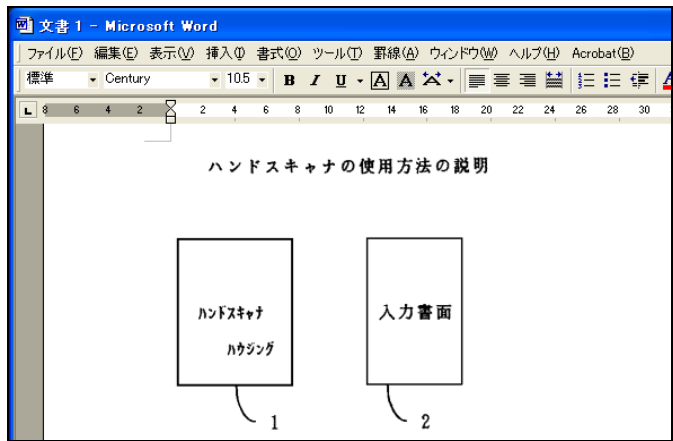 文書 1 - Microsoft Word
ファイル(F) 編集(E) 表示(V) 挿入(I) 書式(O) ツール(T) 罫線(A) ウィンドウ(W) ヘルプ(H) Acrobat(B)
標準 Century 10.5 B I U A A
L 8 6 4 2 2 4 6 8 10 12 14 16 18 20 22 24 26 28 30
ハンドスキャナの使用方法の説明
ハンドスキャナ
ハウジング
入力書面
1 2